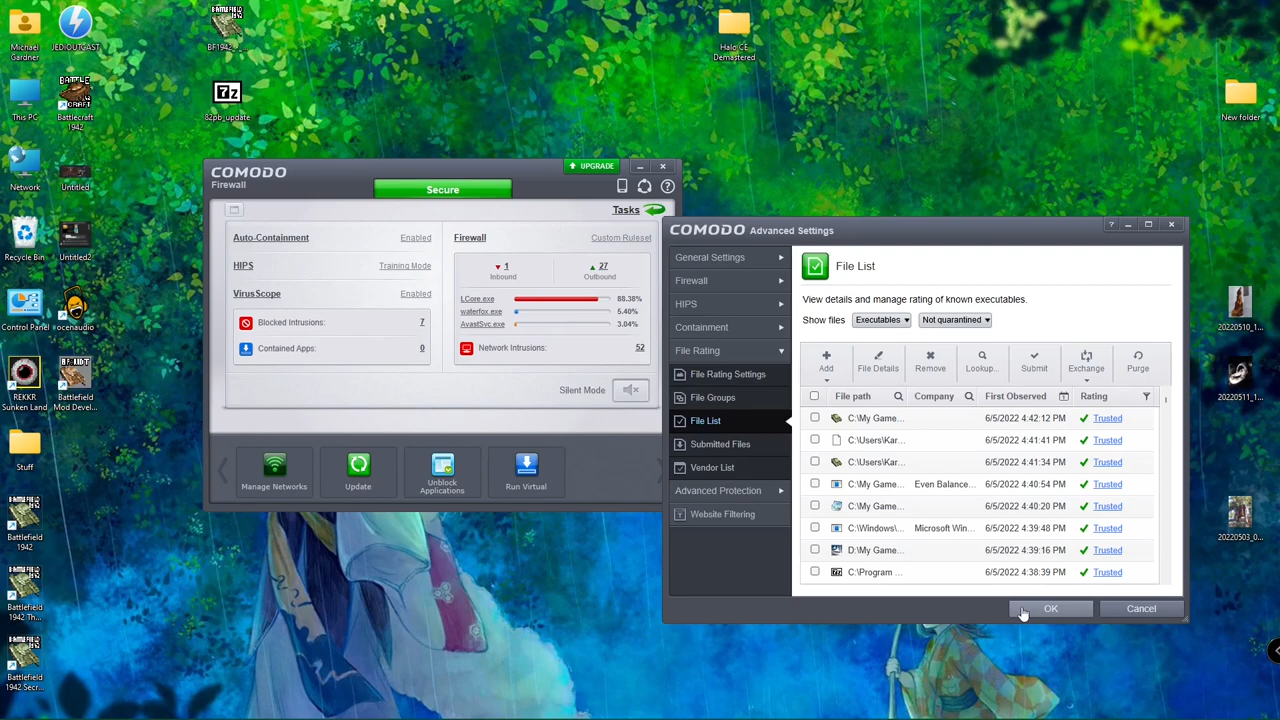 Michael
Gardner
JEDIOUTCAST
BF1942_-_...
Halo CE
Demastered
This PC
BATTLE
CRAFT
Battlecraft
1942
7z
82pb_update
New folder
Network
Untitled
Recycle Bin
Untitled2
Control Panel
ocenaudio
REKKR
Sunken Land
BF-MDT
Battlefield
Mod Devel...
Stuff
Battlefield
1942
Battlefield
1942 Th...
Battlefield
1942 Secr...
COMODO
Firewall
UPGRADE
Secure
?
Tasks
Auto-Containment Enabled
HIPS Training Mode
VirusScope Enabled
Blocked Intrusions: 7
Contained Apps: 0
Firewall Custom Ruleset
1
Inbound
27
Outbound
LCore.exe 88.38%
waterfox.exe 5.40%
AvastSvc.exe 3.04%
Network Intrusions: 52
Silent Mode
Manage Networks
Update
Unblock
Applications
Run Virtual
COMODO Advanced Settings
?
General Settings
Firewall
HIPS
Containment
File Rating
File Rating Settings
File Groups
File List
Submitted Files
Vendor List
Advanced Protection
Website Filtering
File List
View details and manage rating of known executables.
Show files Executables Not quarantined
Add File Details Remove Lookup... Submit Exchange Purge
File path Company First Observed Rating
C:\My Game... 6/5/2022 4:42:12 PM Trusted
C:\Users\Kar... 6/5/2022 4:41:41 PM Trusted
C:\Users\Kar... 6/5/2022 4:41:34 PM Trusted
C:\My Game... Even Balance... 6/5/2022 4:40:54 PM Trusted
C:\My Game... 6/5/2022 4:40:20 PM Trusted
C:\Windows\... Microsoft Win... 6/5/2022 4:39:48 PM Trusted
D:\My Game... 6/5/2022 4:39:16 PM Trusted
C:\Program ... 6/5/2022 4:38:39 PM Trusted
OK Cancel
20220510_1...
20220511_1...
20220503_0...